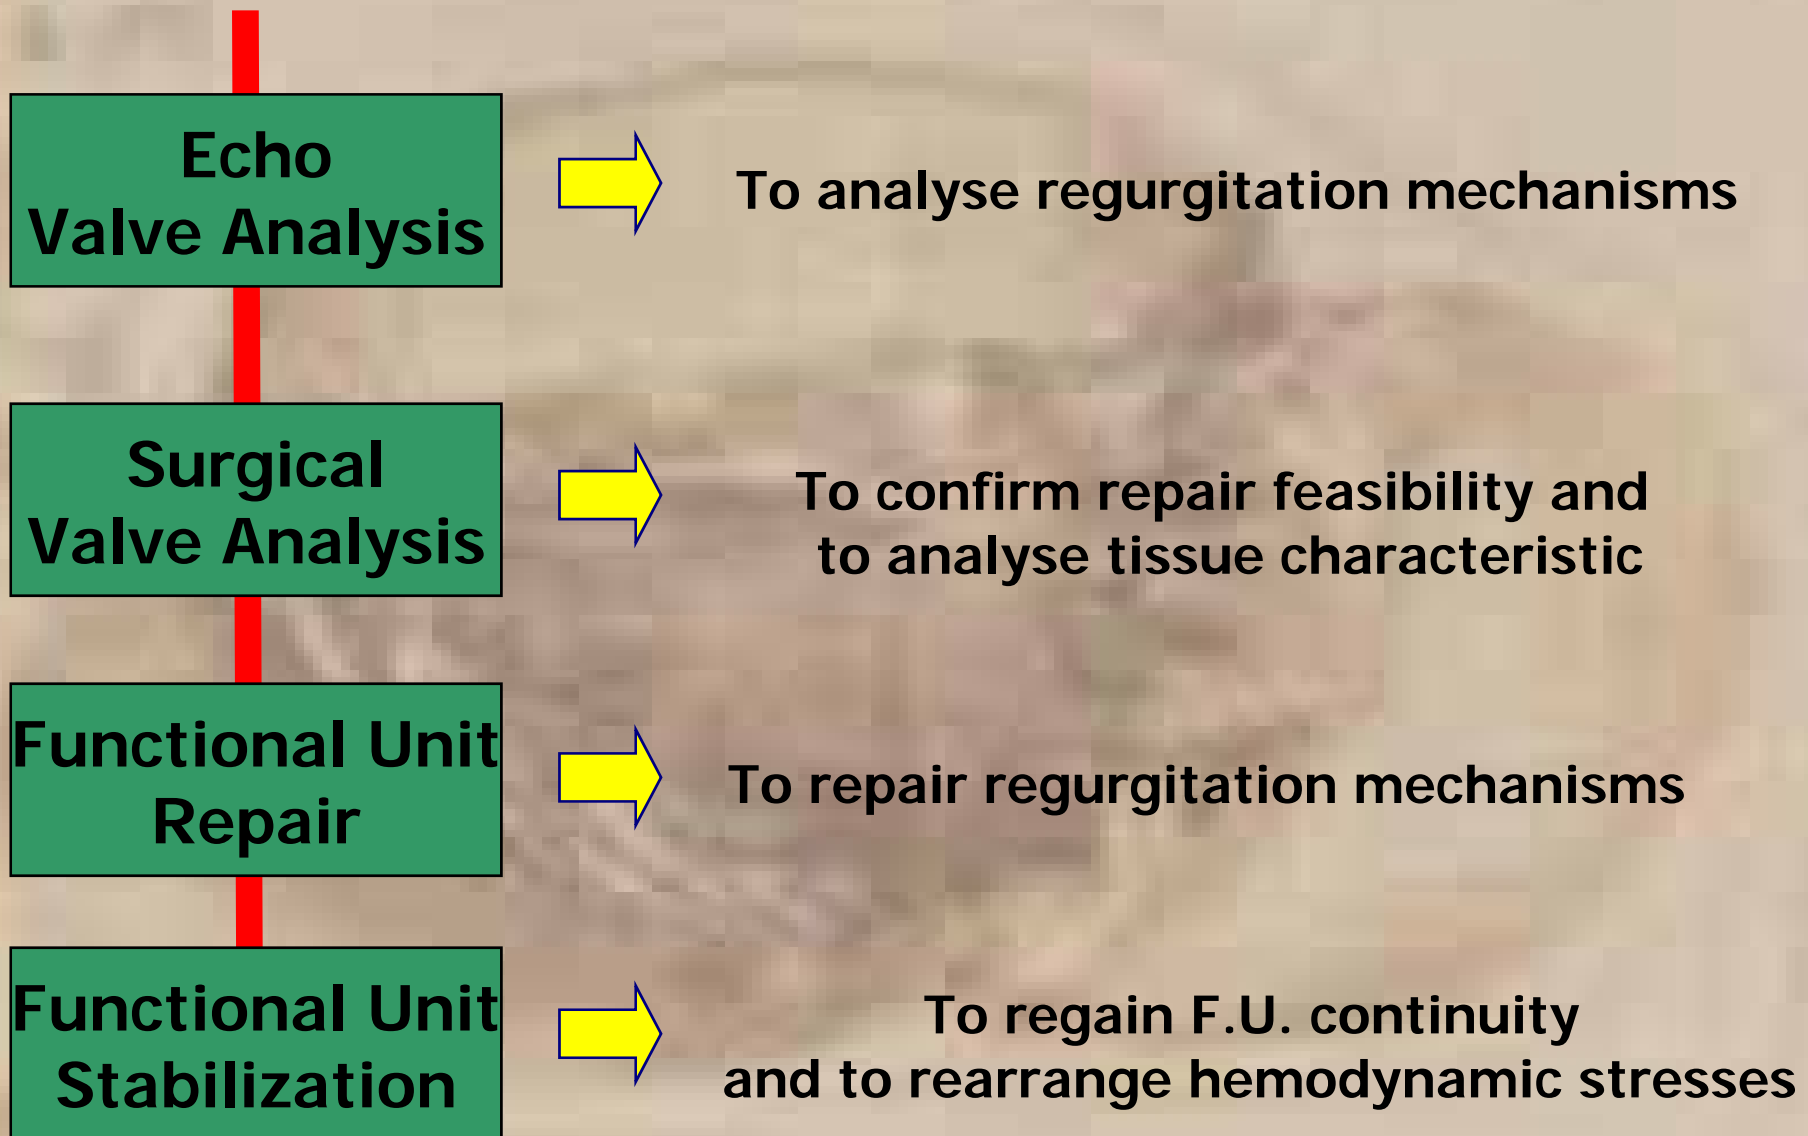 Echo
Valve Analysis
To analyse regurgitation mechanisms
Surgical
Valve Analysis
To confirm repair feasibility and
to analyse tissue characteristic
Functional Unit
Repair
To repair regurgitation mechanisms
Functional Unit
Stabilization
To regain F.U. continuity
and to rearrange hemodynamic stresses